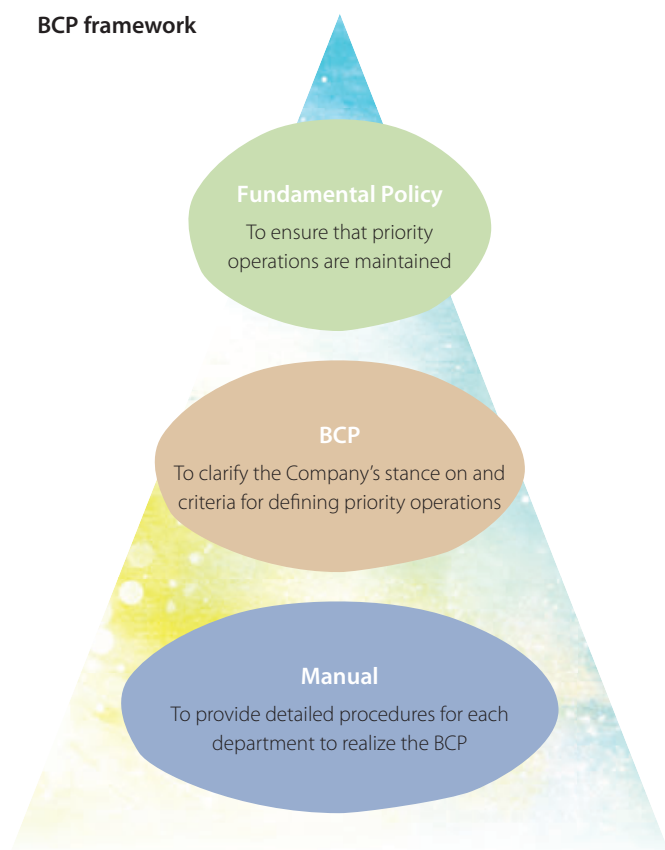 BCP framework
Fundamental Policy
To ensure that priority
operations are maintained
BCP
To clarify the Company’s stance on and
criteria for defining priority operations
Manual
To provide detailed procedures for each
department to realize the BCP